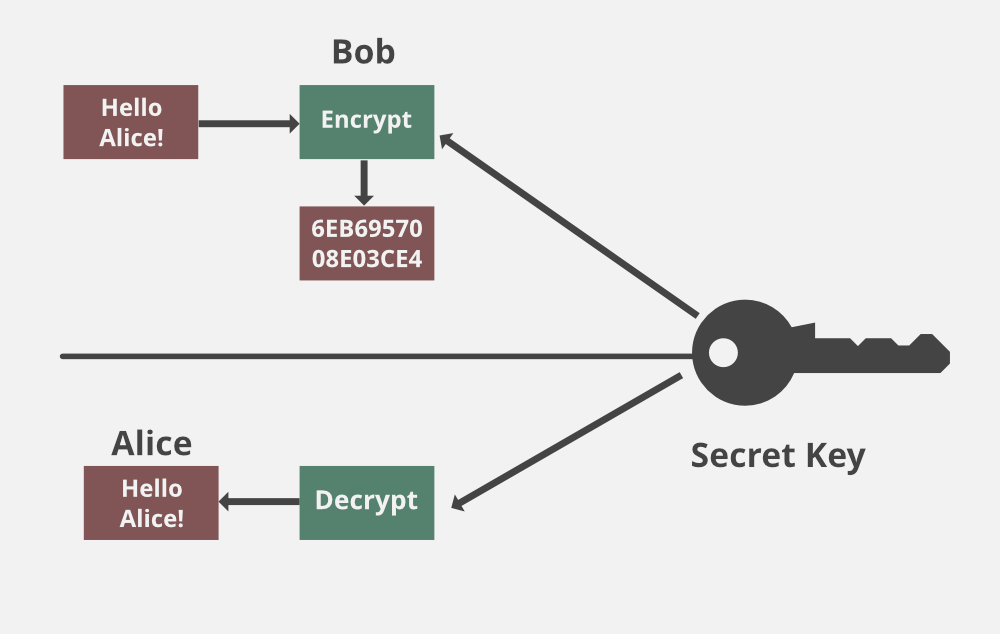 Bob
Hello
Alice!
Encrypt
6EB69570
08E03CE4
Secret Key
Alice
Hello
Alice!
Decrypt